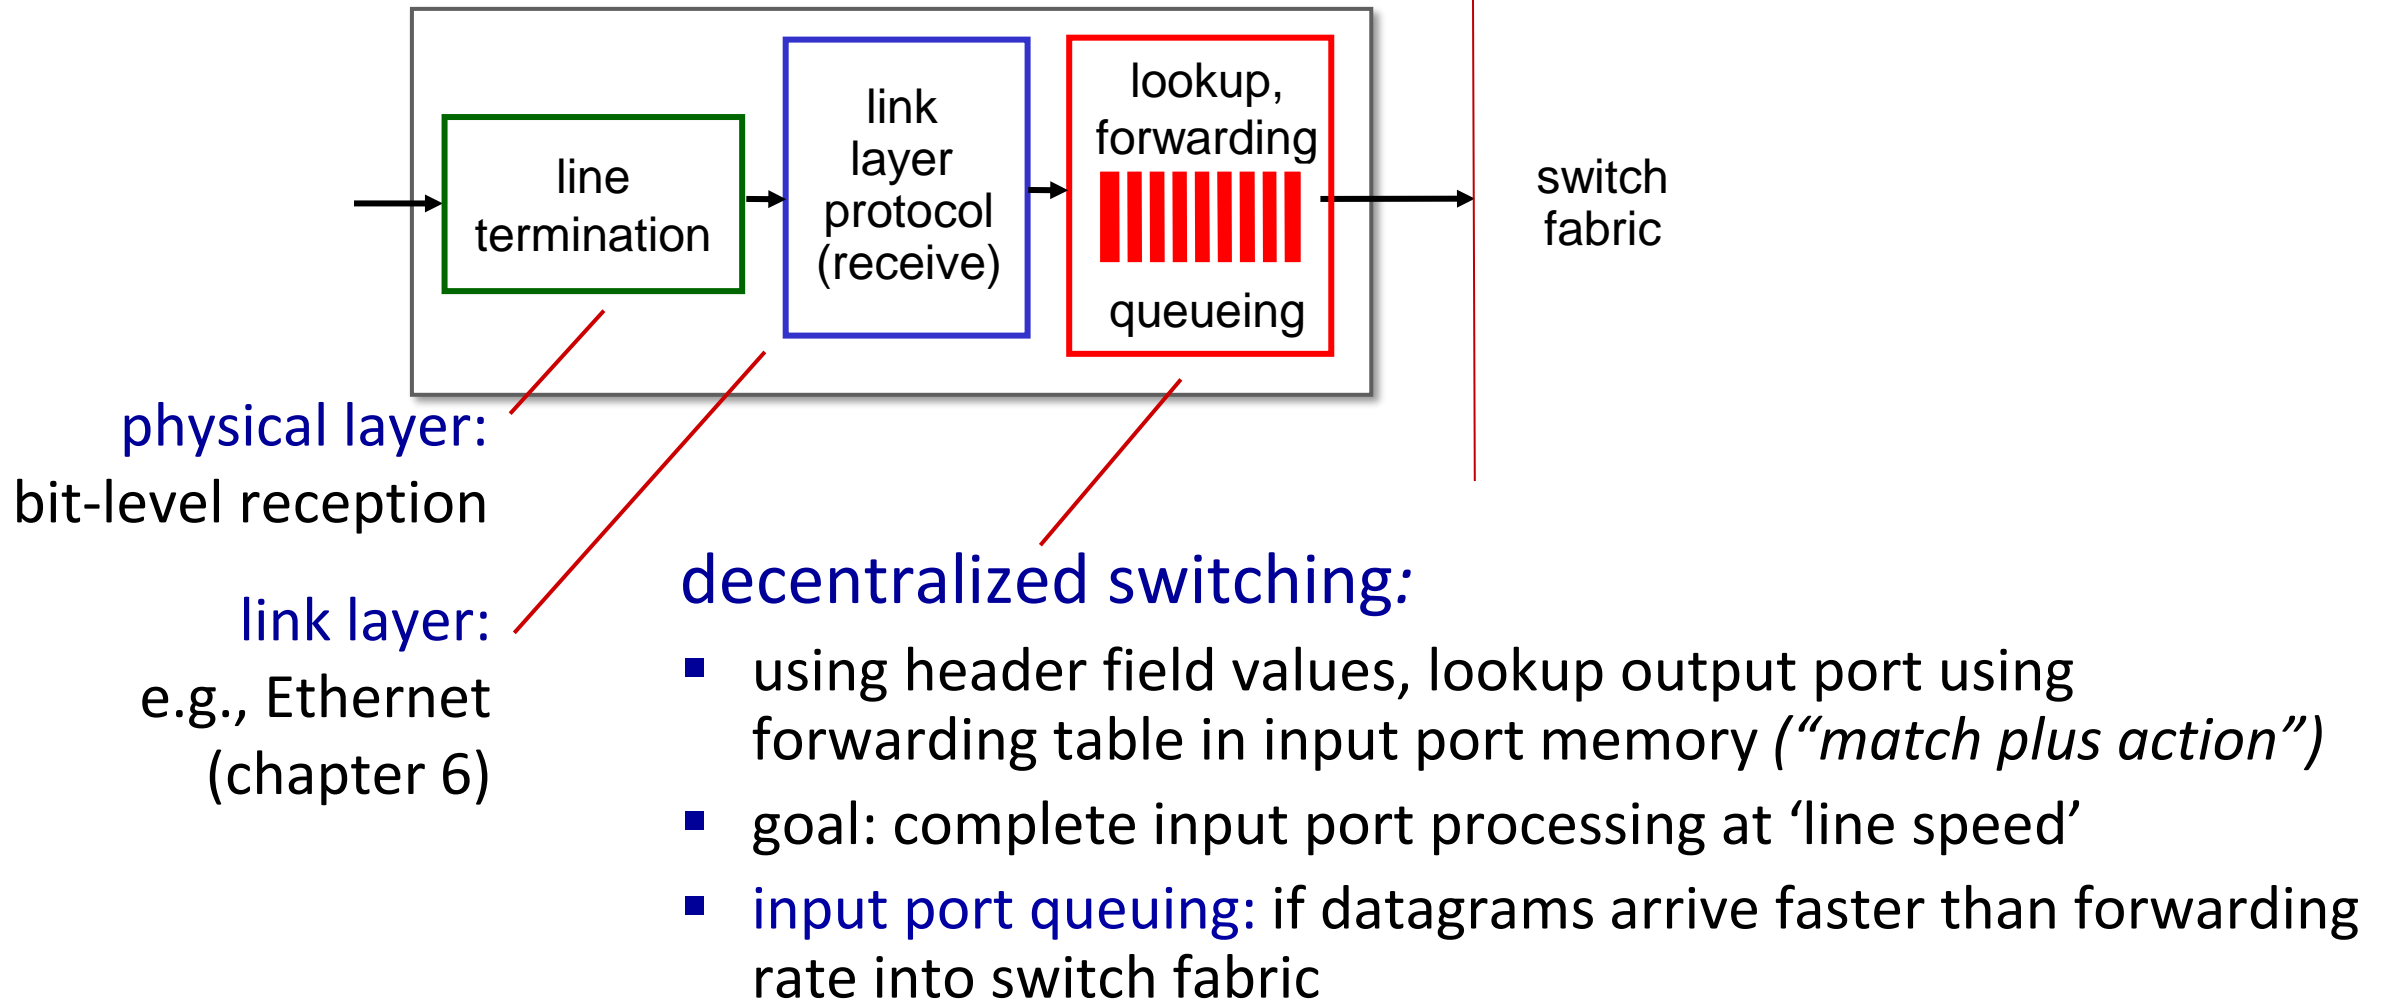 line
termination
link
layer
protocol
(receive)
lookup,
forwarding
queueing
switch
fabric
physical layer:
bit-level reception
link layer:
e.g., Ethernet
(chapter 6)
decentralized switching:
▪ using header field values, lookup output port using
forwarding table in input port memory (“match plus action”)
▪ goal: complete input port processing at ‘line speed’
▪ input port queuing: if datagrams arrive faster than forwarding
rate into switch fabric